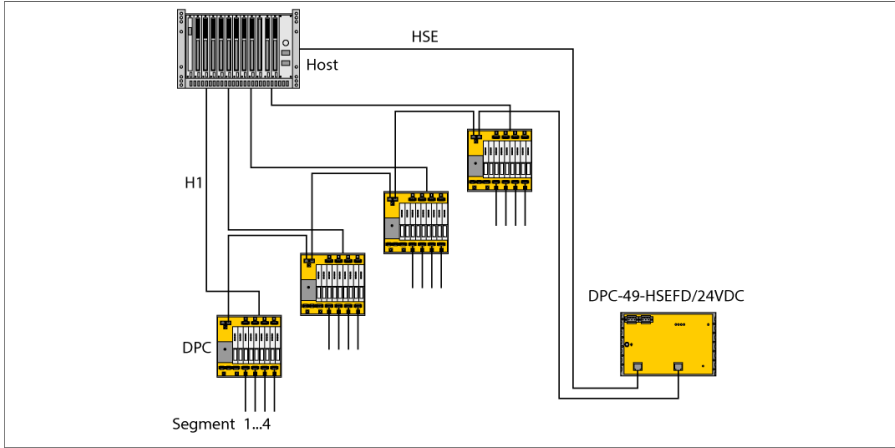 HSE
Host
H1
DPC-49-HSEFD/24VDC
DPC
Segment 1...4